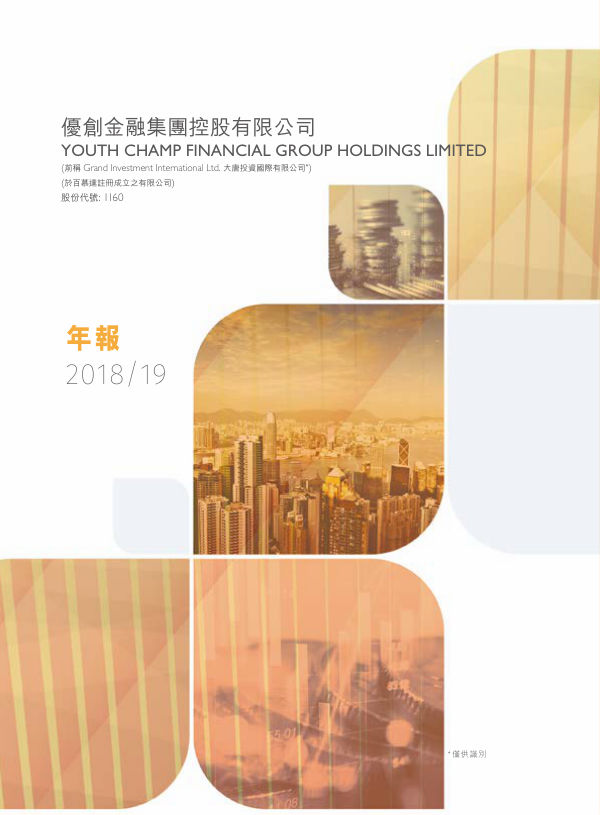 優創金融集團控股有限公司
YOUTH CHAMP FINANCIAL GROUP HOLDINGS LIMITED
(前稱 Grand Investment International Ltd. 大唐投資國際有限公司*)
(於百慕達註冊成立之有限公司)
股份代號: 1160
年報
2018/19
* 僅供識別